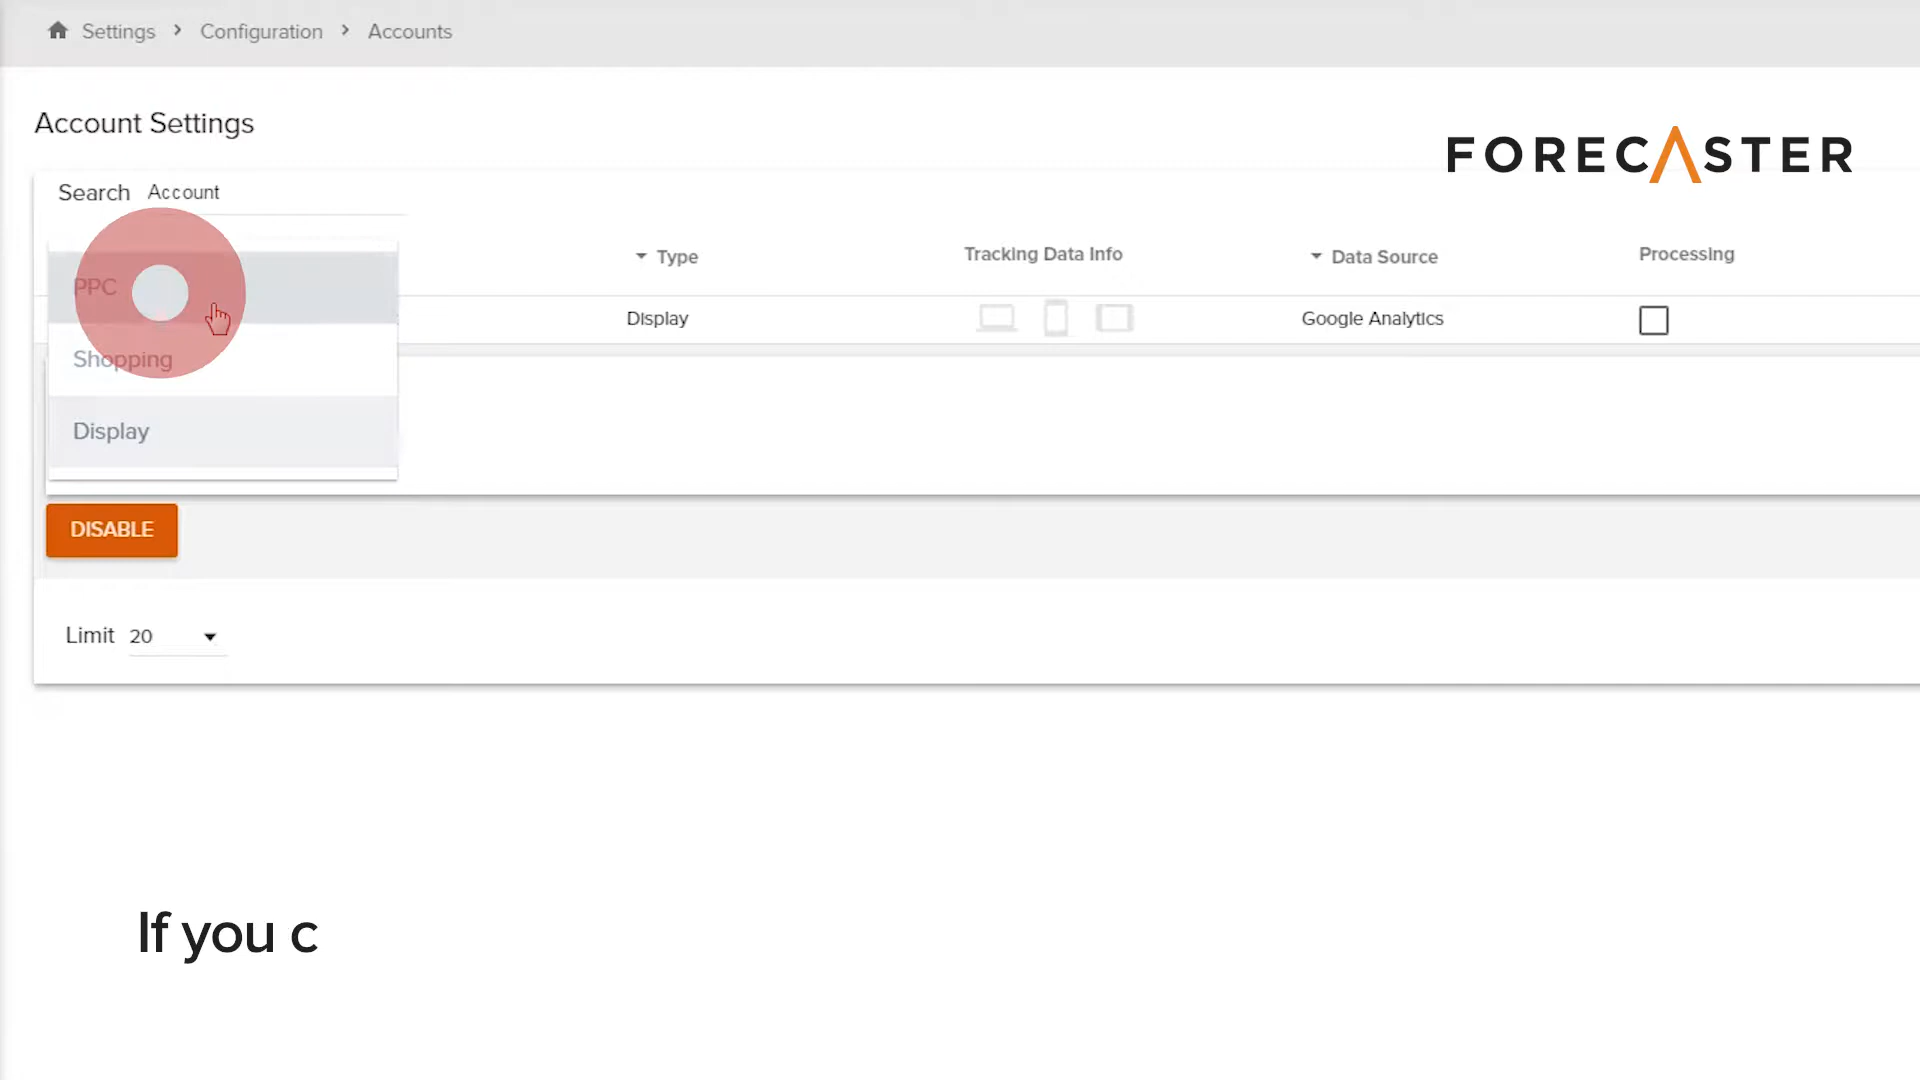 Settings > Configuration > Accounts
Account Settings
FORECASTER
Search Account
Type Tracking Data Info Data Source Processing
PPC
Display Google Analytics
Shopping
Display
DISABLE
Limit 20
If you c